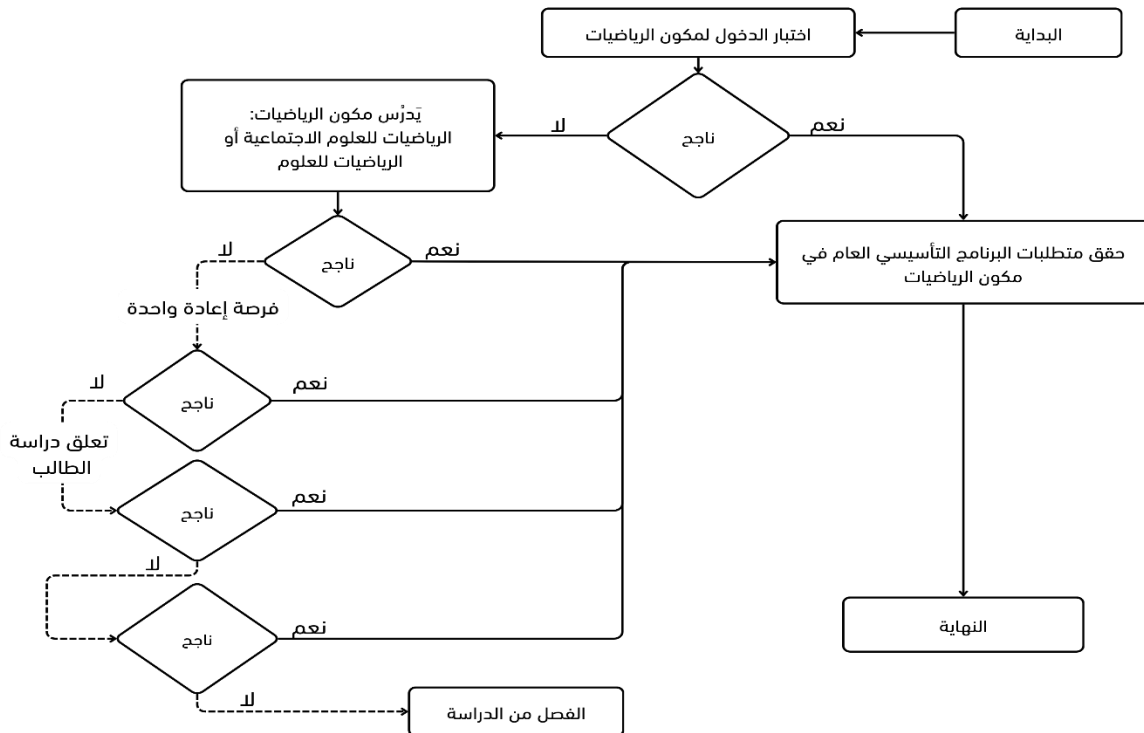 البداية
اختبار الدخول لمكون الرياضيات
ناجح
نعم
لا
يَدرُس مكون الرياضيات:
الرياضيات للعلوم الاجتماعية أو
الرياضيات للعلوم
ناجح
نعم
لا
حقق متطلبات البرنامج التأسيسي العام في
مكون الرياضيات
فرصة إعادة واحدة
ناجح
نعم
لا
تعلق دراسة
الطالب
ناجح
نعم
لا
ناجح
نعم
لا
النهاية
الفصل من الدراسة